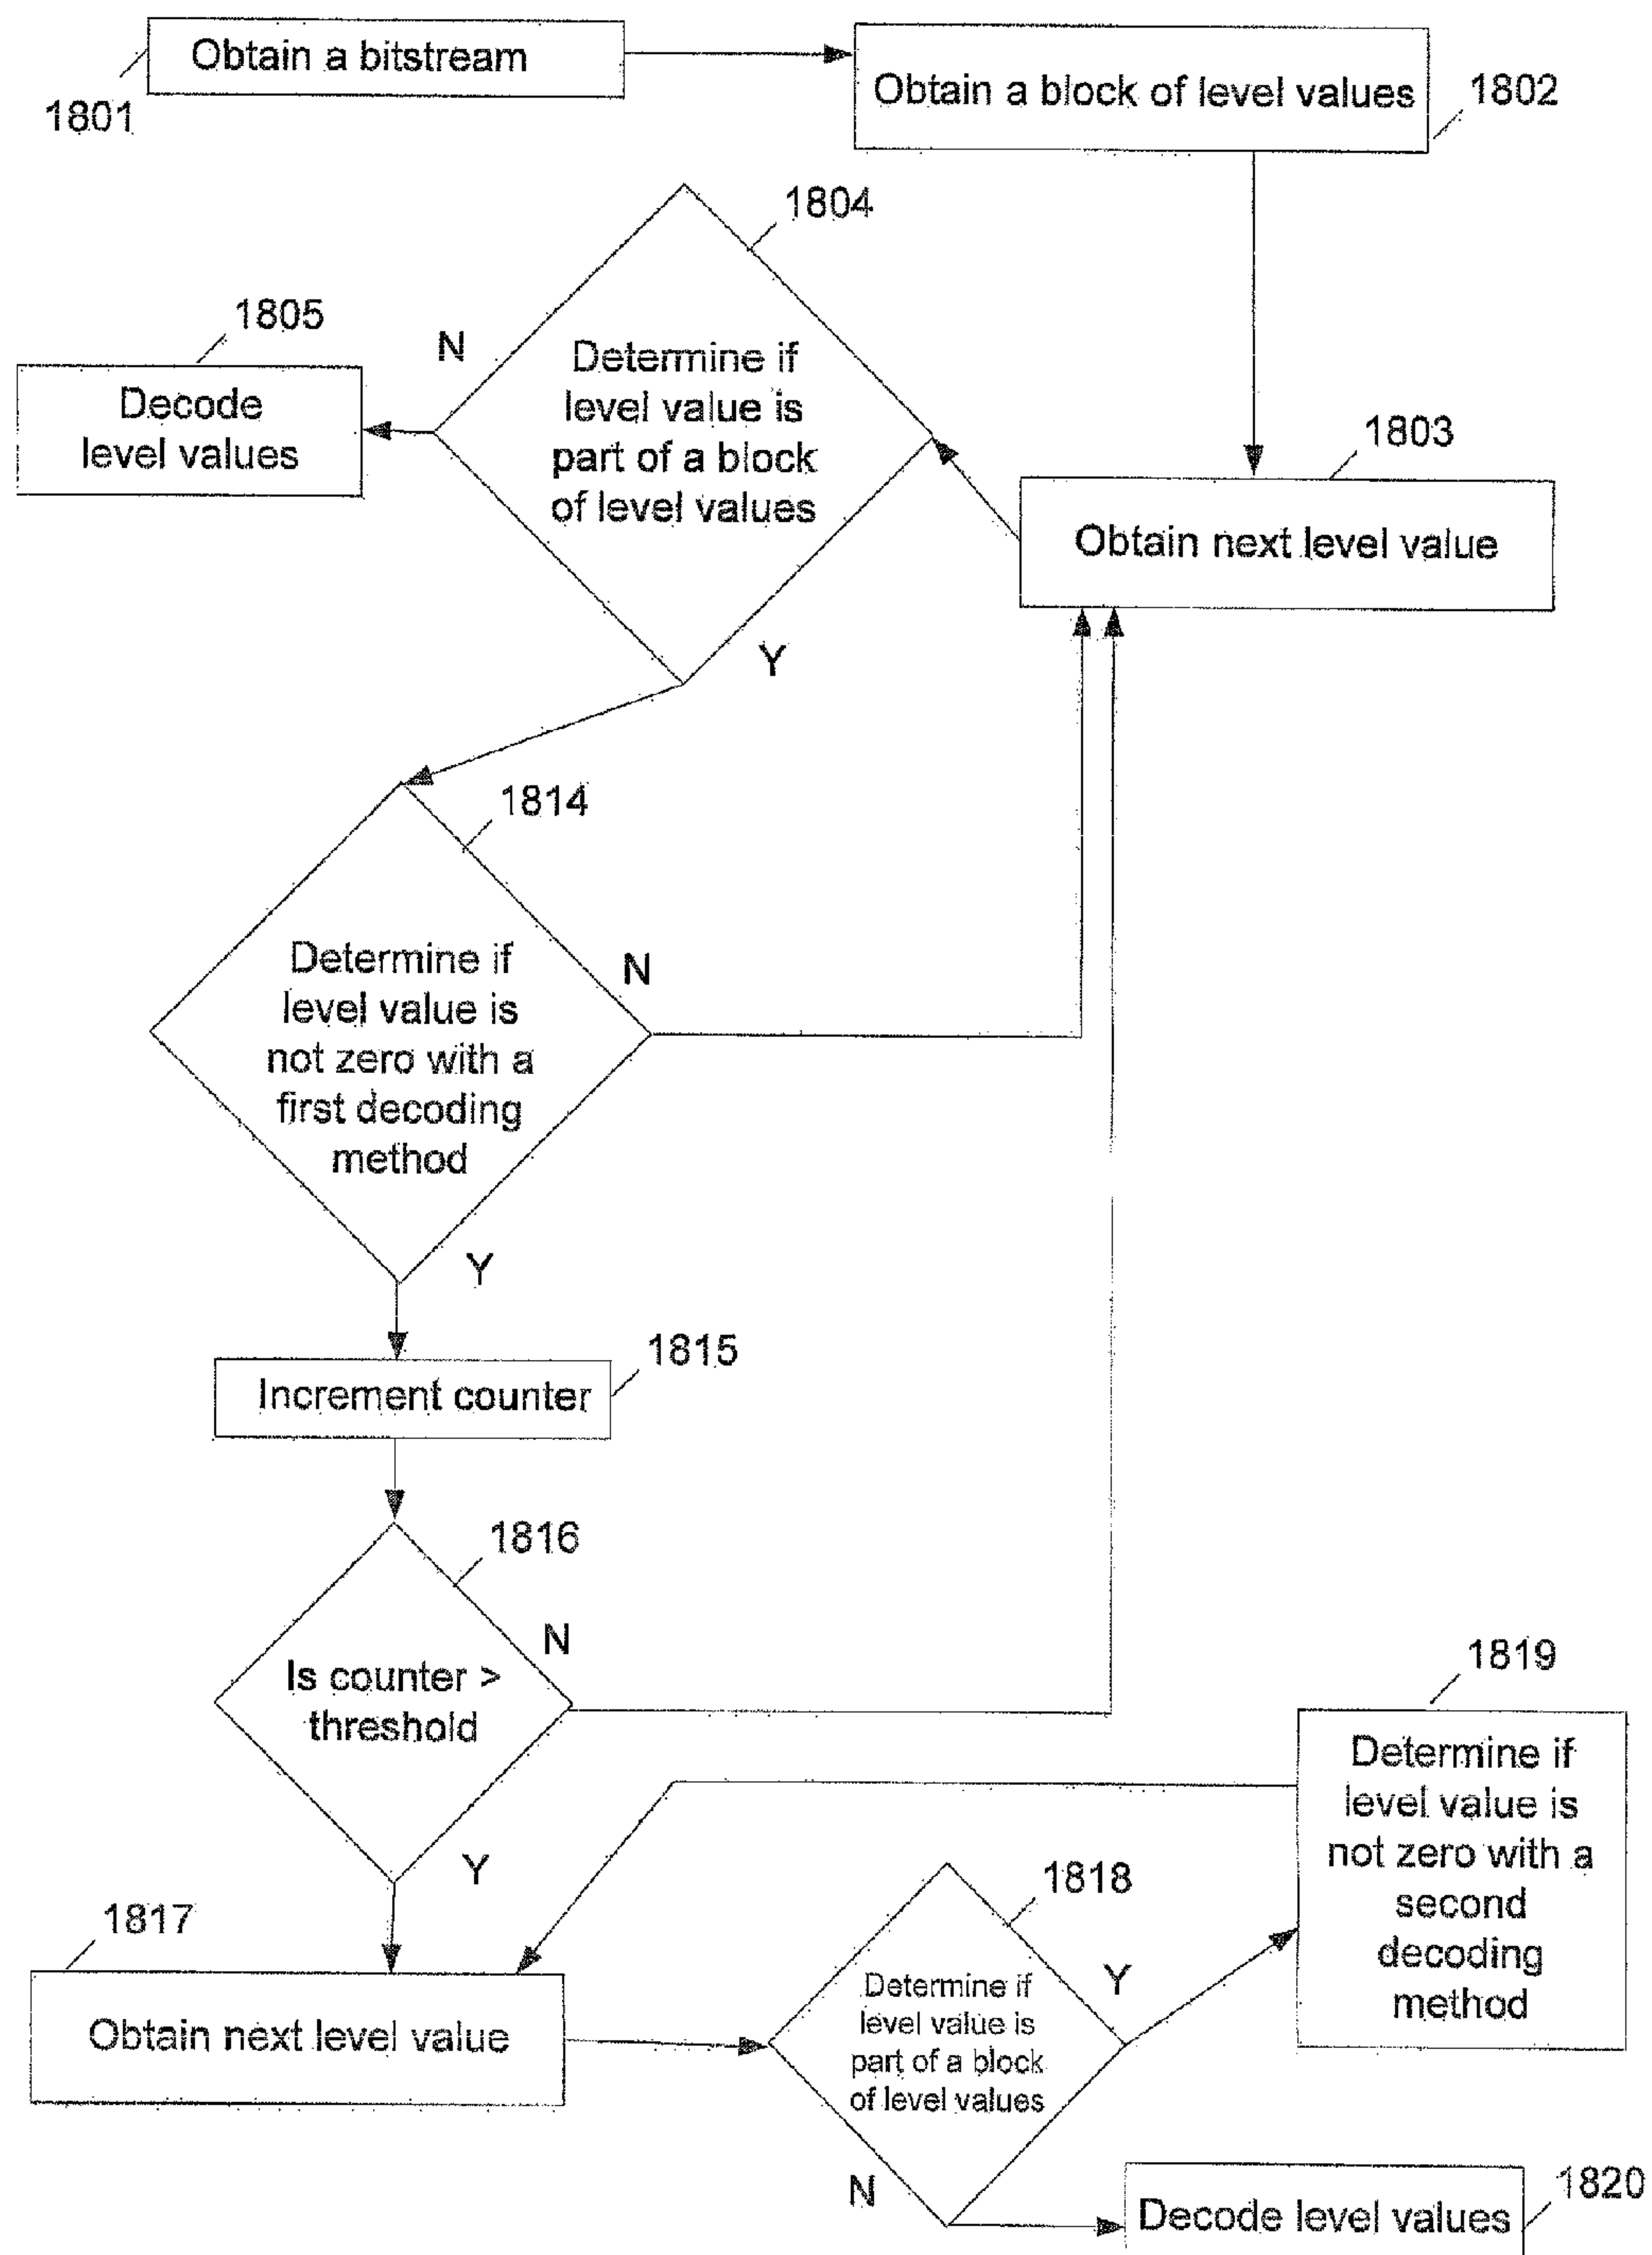 Obtain a bitstream
1801
Obtain a block of level values
1802
1804
Determine if
level value is
part of a block
of level values
N
Y
1805
Decode
level values
1803
Obtain next level value
1814
Determine if
level value is
not zero with a
first decoding
method
N
Y
1815
Increment counter
1816
Is counter >
threshold
N
Y
1817
Obtain next level value
1818
Determine if
level value is
part of a block
of level values
Y
N
1819
Determine if
level value is
not zero with a
second
decoding
method
Decode level values
1820